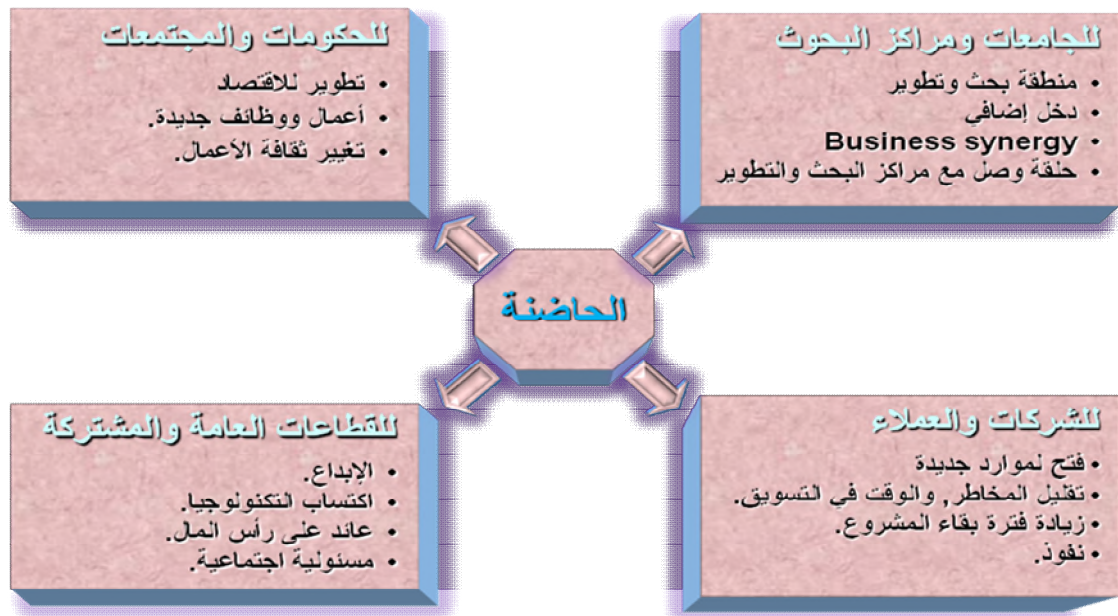 للجامعات ومراكز البحوث
• منطقة بحث وتطوير
• دخل إضافي
• Business synergy
• حلقة وصل مع مراكز البحث والتطوير
للحكومات والمجتمعات
• تطوير للاقتصاد
• أعمال ووظائف جديدة.
• تغيير ثقافة الأعمال.
الحاضنة
للشركات والعملاء
• فتح لموارد جديدة
• تقليل المخاطر, والوقت في التسويق.
• زيادة فترة بقاء المشروع.
• نفوذ.
للقطاعات العامة والمشتركة
• الإبداع.
• اكتساب التكنولوجيا.
• عائد على رأس المال.
• مسئولية اجتماعية.